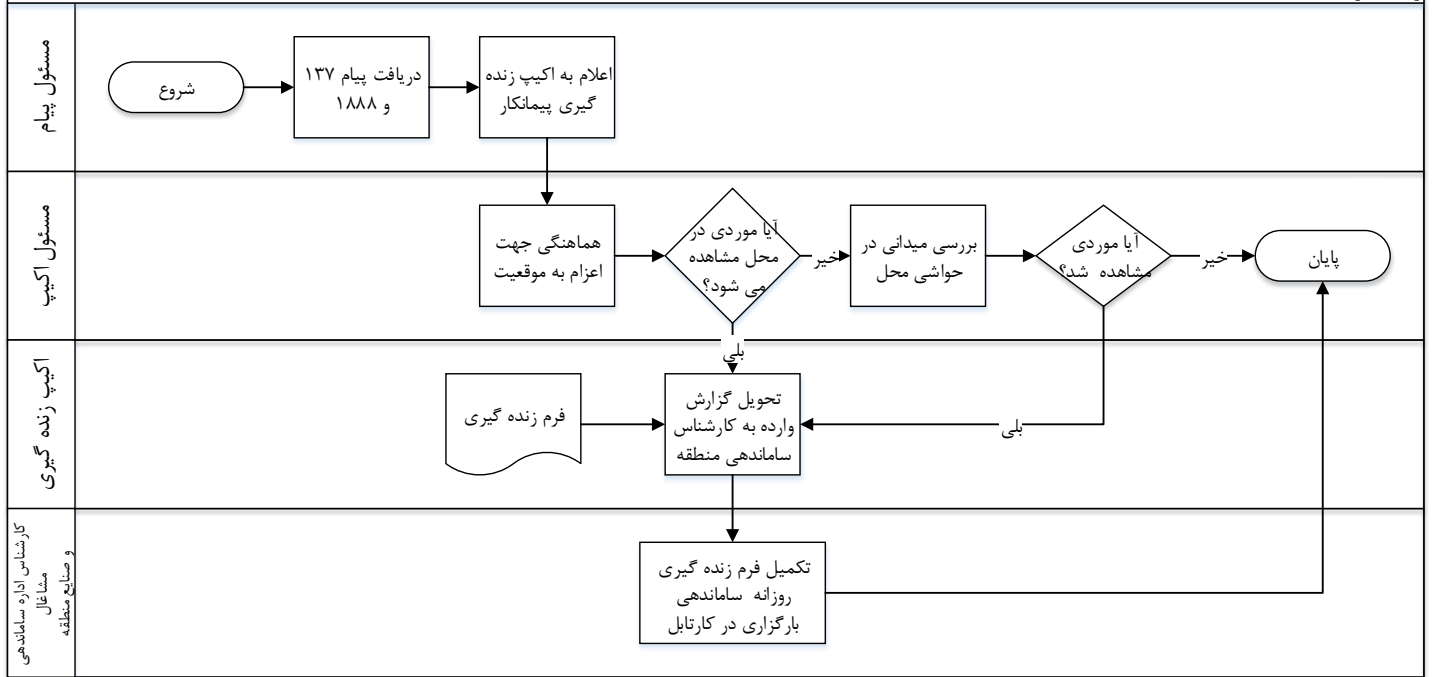 مسئول پیام
شروع
دریافت پیام ۱۳۷
و ۱۸۸۸
اعلام به اکیپ زنده
گیری پیمانکار
مسئول اکیپ
هماهنگی جهت
اعزام به موقعیت
آیا موردی در
محل مشاهده
می شود؟
خیر
بررسی میدانی در
حواشی محل
آیا موردی
مشاهده شد؟
خیر
پایان
بلی
اکیپ زنده گیری
فرم زنده گیری
تحویل گزارش
وارده به کارشناس
ساماندهی منطقه
بلی
کارشناس اداره ساماندهی
مشاغال
و صنایع منطقه
تکمیل فرم زنده گیری
روزانه ساماندهی
بارگزاری در کارتابل